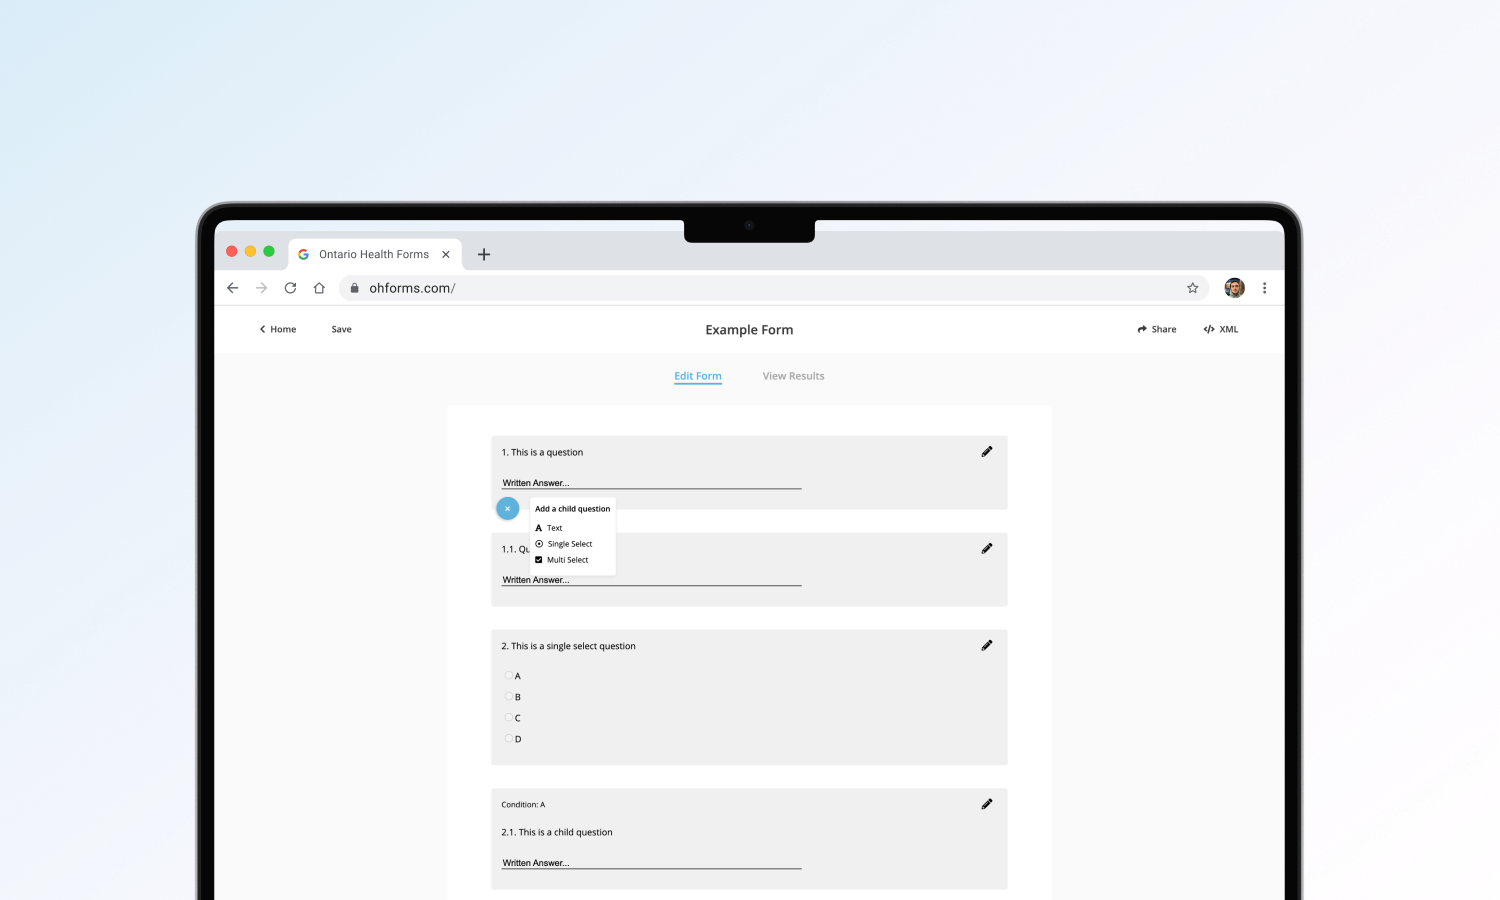 Ontario Health Forms
ohforms.com/
Home
Save
Example Form
Share
XML
Edit Form
View Results
1. This is a question
Written Answer...
Add a child question
Text
Single Select
Multi Select
1.1.
Written Answer...
2. This is a single select question
A
B
C
D
Condition: A
2.1. This is a child question
Written Answer...